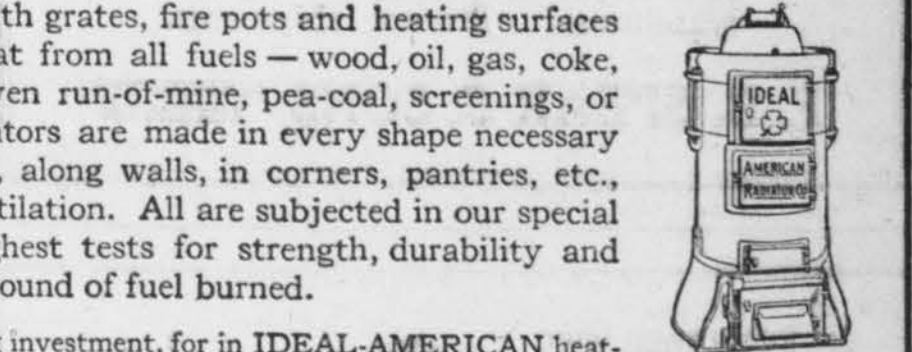 th grates, fire pots and heating surfaces
at from all fuels — wood, oil, gas, coke,
ven run-of-mine, pea-coal, screenings, or
tors are made in every shape necessary
, along walls, in corners, pantries, etc.,
tilation. All are subjected in our special
ghest tests for strength, durability and
ound of fuel burned.
investment, for in IDEAL-AMERICAN heat-
IDEAL
AMERICAN
RADIATOR CO